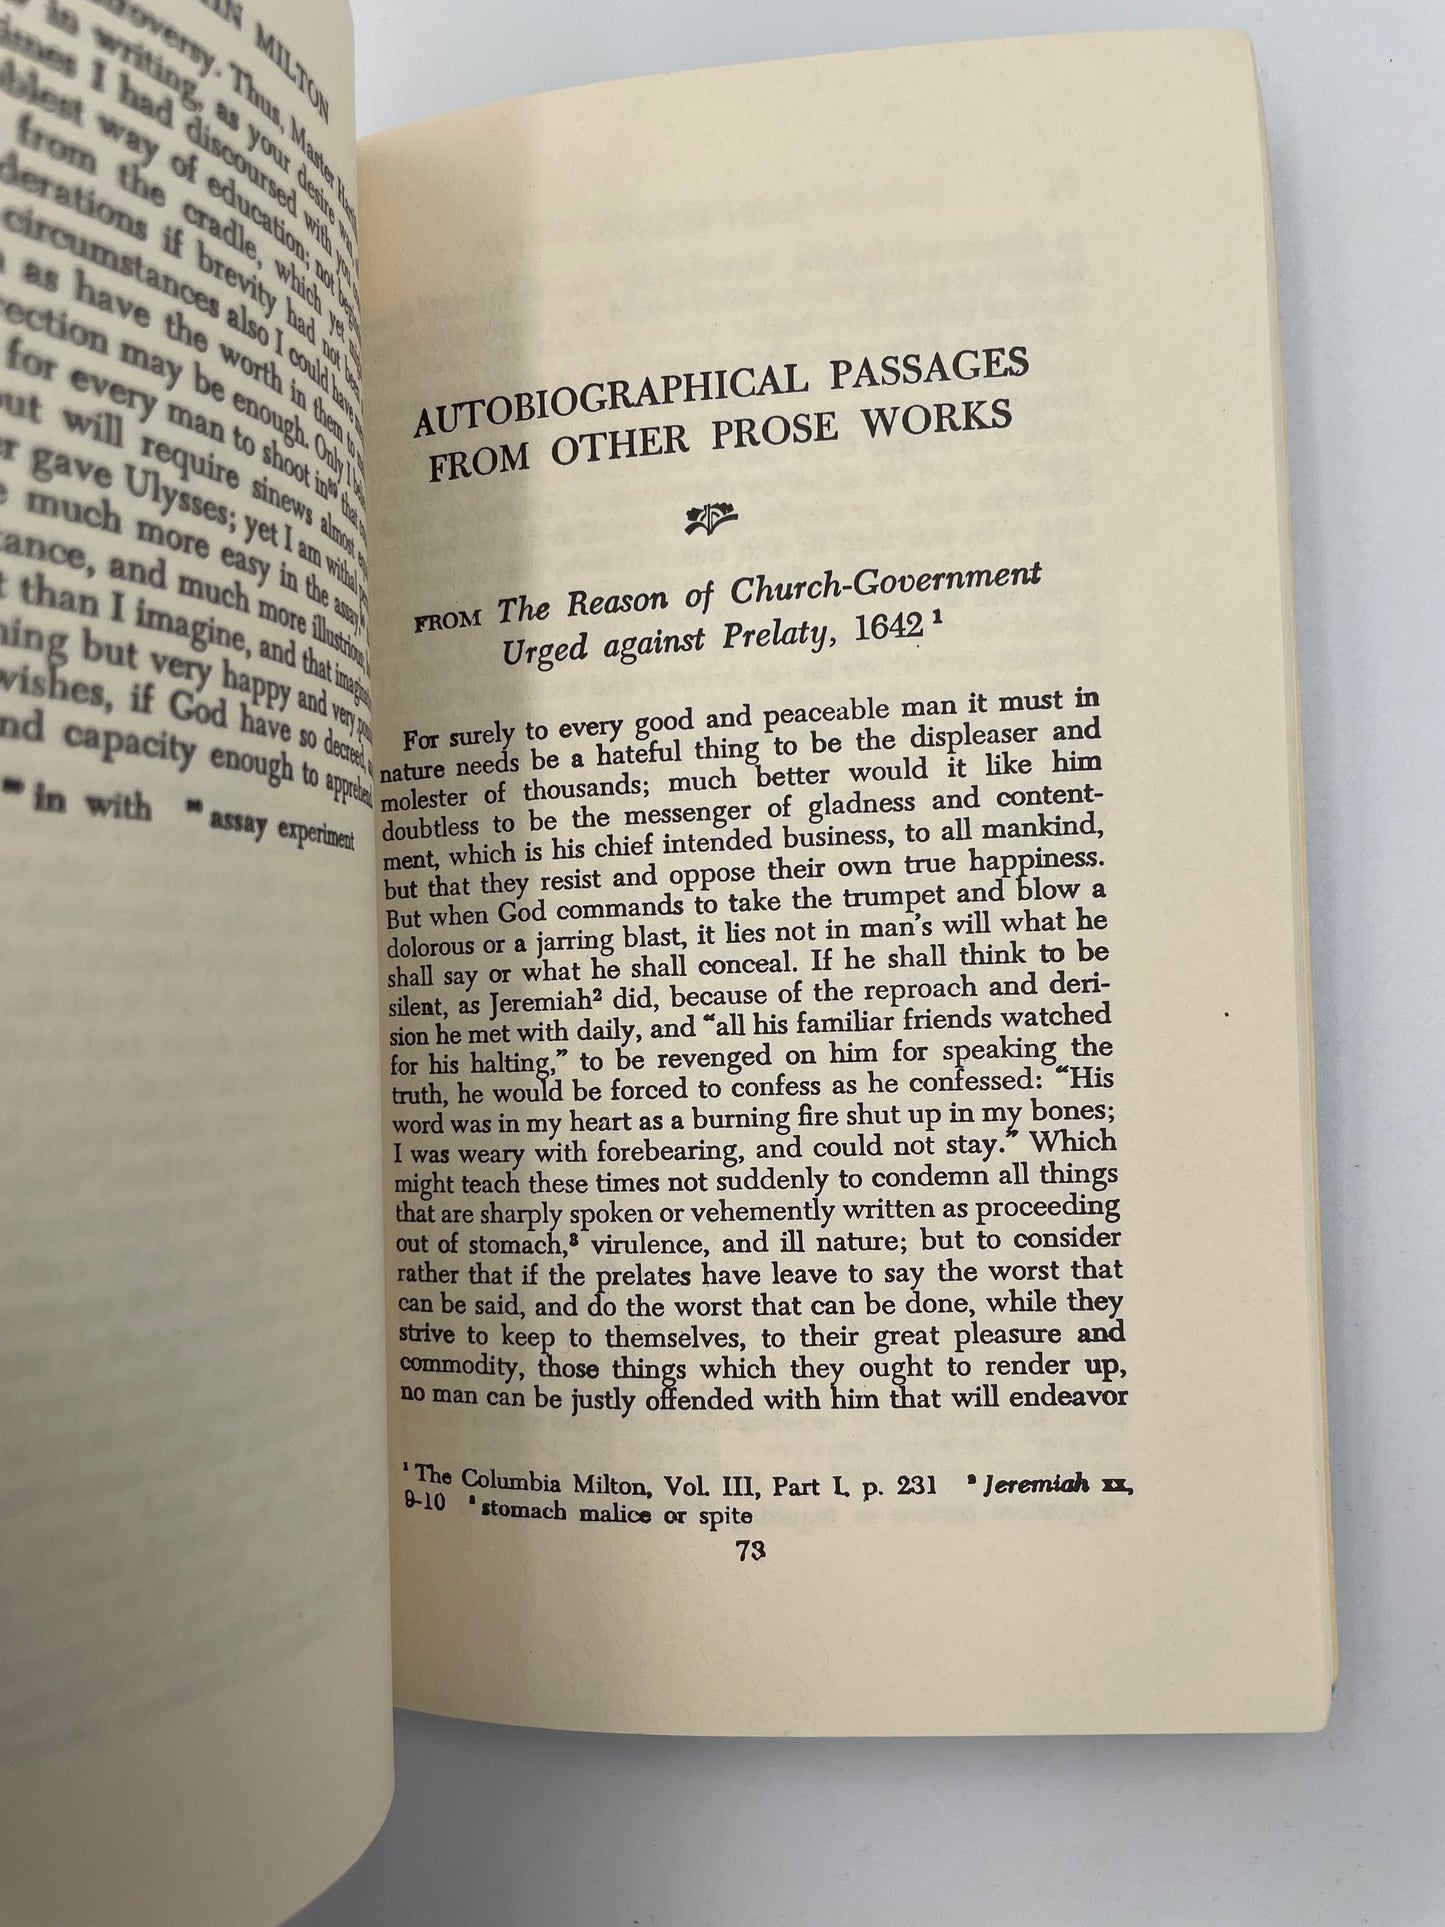 MILTON
troversy. Thus, Master
in writing, as your desire was,
times I had discoursed with you
blest way of education; not
from the cradle, which yet
derations if brevity had not been
circumstances also I could have
as have the worth in them to
rection may be enough. Only I
for every man to shoot in⁸⁹ that
but will require sinews almost
er gave Ulysses; yet I am withal
much more easy in the assay,
tance, and much more illustrious
than I imagine, and that
ning but very happy and very
wishes, if God have so decreed,
nd capacity enough to apprehend
in with assay experiment
AUTOBIOGRAPHICAL PASSAGES
FROM OTHER PROSE WORKS
FROM The Reason of Church-Government
Urged against Prelaty, 1642 ¹
For surely to every good and peaceable man it must in
nature needs be a hateful thing to be the displeaser and
molester of thousands; much better would it like him
doubtless to be the messenger of gladness and content-
ment, which is his chief intended business, to all mankind,
but that they resist and oppose their own true happiness.
But when God commands to take the trumpet and blow a
dolorous or a jarring blast, it lies not in man's will what he
shall say or what he shall conceal. If he shall think to be
silent, as Jeremiah² did, because of the reproach and deri-
sion he met with daily, and “all his familiar friends watched
for his halting,” to be revenged on him for speaking the
truth, he would be forced to confess as he confessed: “His
word was in my heart as a burning fire shut up in my bones;
I was weary with forebearing, and could not stay.” Which
might teach these times not suddenly to condemn all things
that are sharply spoken or vehemently written as proceeding
out of stomach,³ virulence, and ill nature; but to consider
rather that if the prelates have leave to say the worst that
can be said, and do the worst that can be done, while they
strive to keep to themselves, to their great pleasure and
commodity, those things which they ought to render up,
no man can be justly offended with him that will endeavor
¹ The Columbia Milton, Vol. III, Part I, p. 231 ² Jeremiah xx,
9-10 ³ stomach malice or spite
73